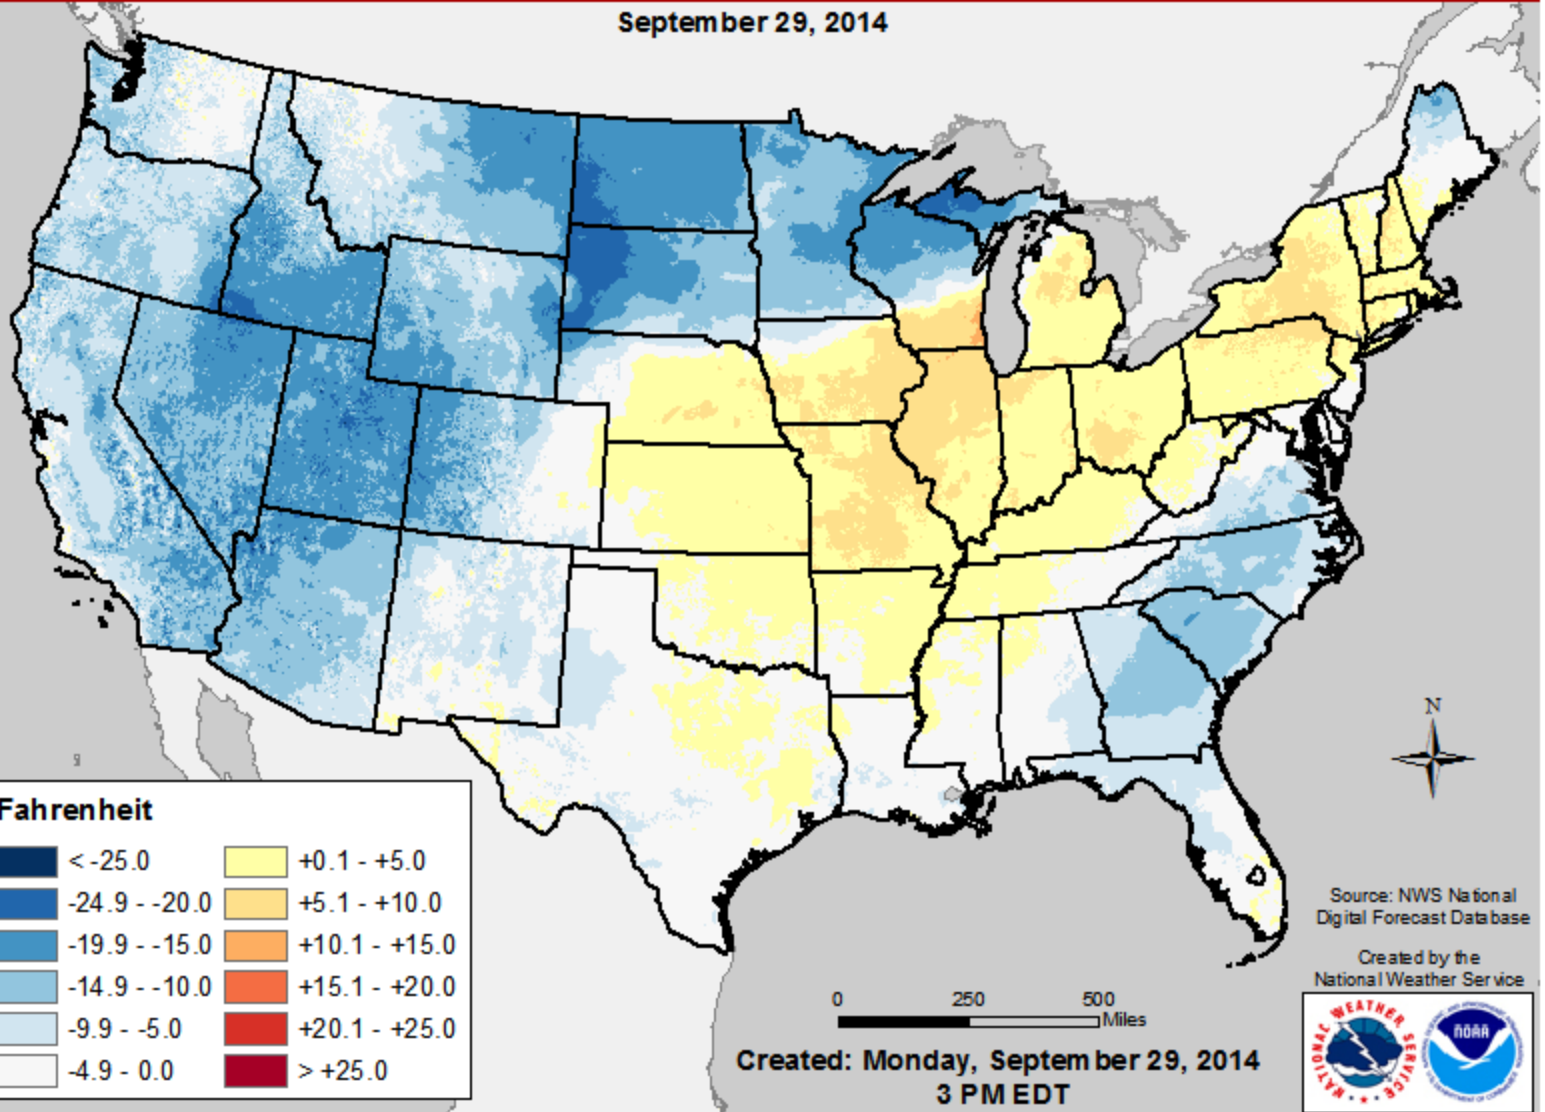 September 29, 2014
N
Fahrenheit
< -25.0
-24.9 - -20.0
-19.9 - -15.0
-14.9 - -10.0
-9.9 - -5.0
-4.9 - 0.0
+0.1 - +5.0
+5.1 - +10.0
+10.1 - +15.0
+15.1 - +20.0
+20.1 - +25.0
> +25.0
Source: NWS National
Digital Forecast Database
Created by the
National Weather Service
0 250 500
Miles
Created: Monday, September 29, 2014
3 PM EDT
NATIONAL WEATHER SERVICE
NOAA